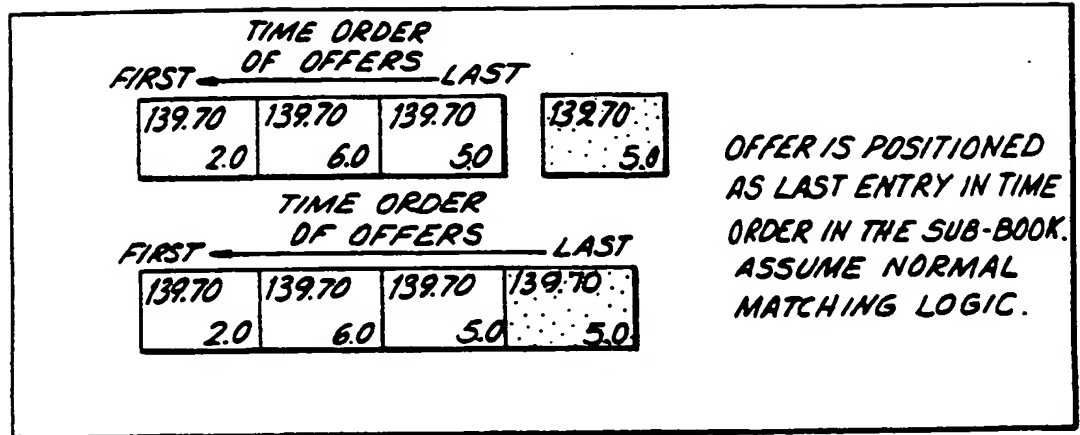 TIME ORDER
OF OFFERS
FIRST LAST
139.70 139.70 139.70 139.70
2.0 6.0 5.0 5.0
TIME ORDER
OF OFFERS
FIRST LAST
139.70 139.70 139.70 139.70
2.0 6.0 5.0 5.0
OFFER IS POSITIONED
AS LAST ENTRY IN TIME
ORDER IN THE SUB-BOOK.
ASSUME NORMAL
MATCHING LOGIC.